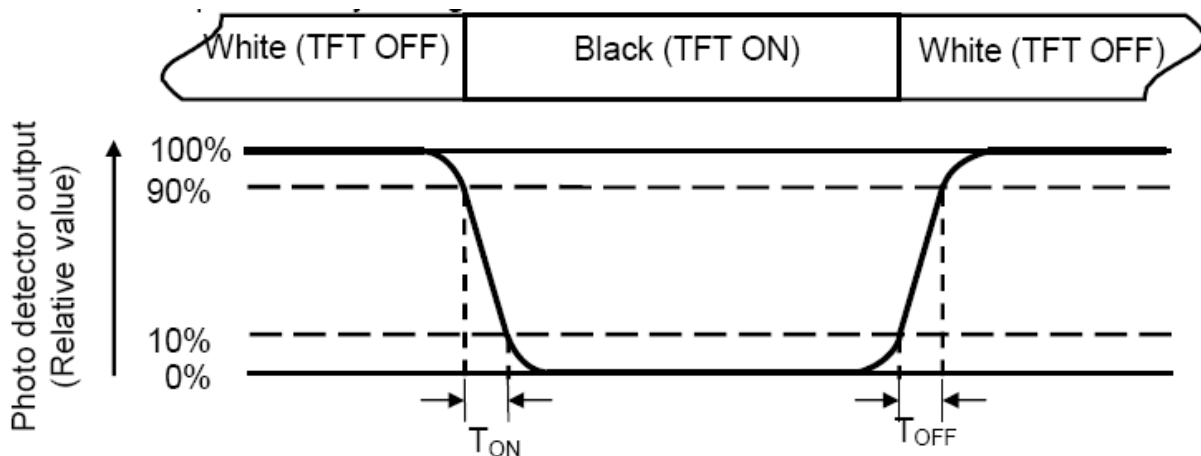 White (TFT OFF)
Black (TFT ON)
White (TFT OFF)
Photo detector output
(Relative value)
100%
90%
10%
0%
TON
TOFF